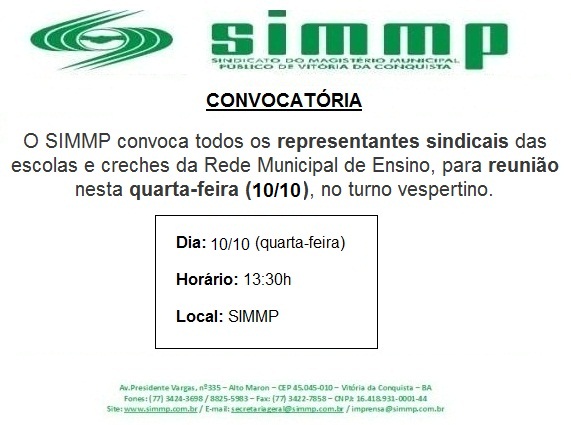 simmp
SINDICATO DO MAGISTÉRIO MUNICIPAL
PÚBLICO DE VITÓRIA DA CONQUISTA
CONVOCATÓRIA
O SIMMP convoca todos os representantes sindicais das
escolas e creches da Rede Municipal de Ensino, para reunião
nesta quarta-feira (10/10), no turno vespertino.
Dia: 10/10 (quarta-feira)
Horário: 13:30h
Local: SIMMP
Av.Presidente Vargas, nº335 – Alto Maron – CEP 45.045-010 – Vitória da Conquista – BA
Fones: (77) 3424-3698 / 8825-5983 – Fax: (77) 3422-7858 – CNPJ: 16.418.931-0001-44
Site: www.simmp.com.br / E-mail: secretariageral@simmp.com.br / imprensa@simmp.com.br